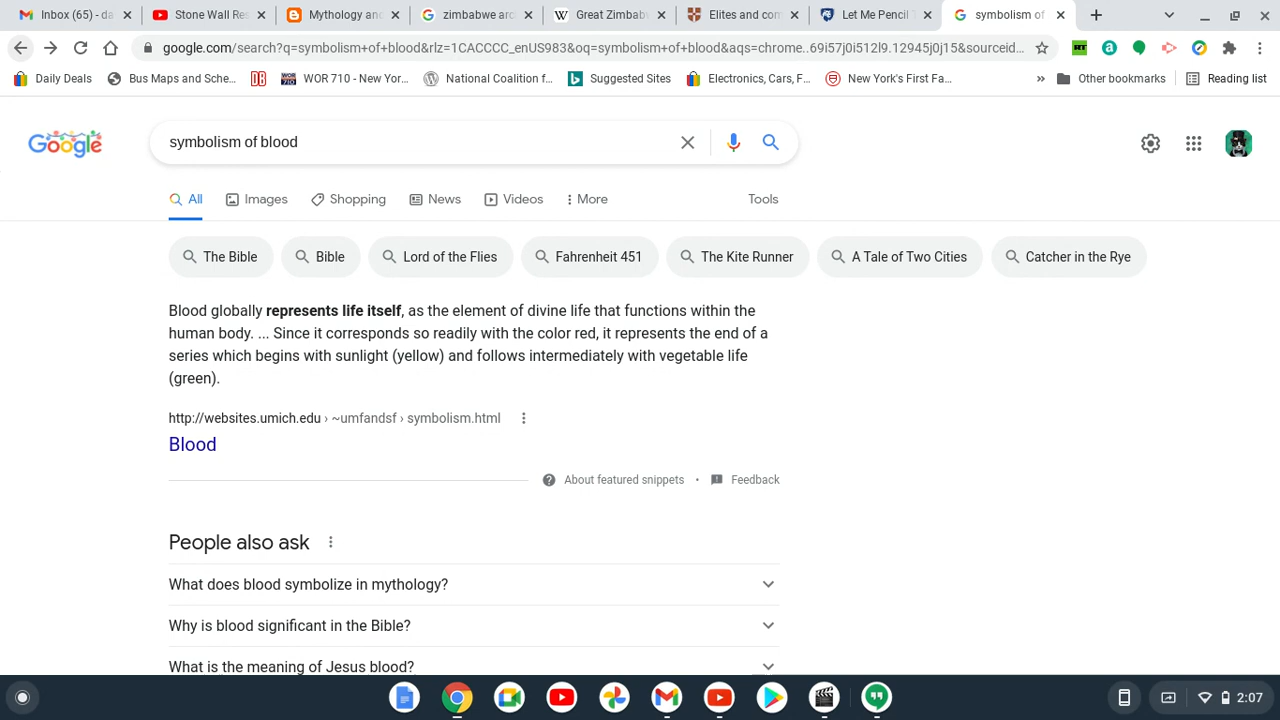 Inbox (65) - da
Stone Wall Res
Mythology and
zimbabwe arc
Great Zimbab
Elites and com
Let Me Pencil T
symbolism of
google.com/search?q=symbolism+of+blood&rlz=1CACCCC_enUS983&oq=symbolism+of+blood&aqs=chrome..69i57j0i512l9.12945j0j15&sourceid...
Daily Deals
Bus Maps and Sche...
WOR 710 - New Yor...
National Coalition f...
Suggested Sites
Electronics, Cars, F...
New York's First Fa...
»
Other bookmarks
Reading list
Google
symbolism of blood
All
Images
Shopping
News
Videos
More
Tools
The Bible
Bible
Lord of the Flies
Fahrenheit 451
The Kite Runner
A Tale of Two Cities
Catcher in the Rye
Blood globally represents life itself, as the element of divine life that functions within the
human body. ... Since it corresponds so readily with the color red, it represents the end of a
series which begins with sunlight (yellow) and follows intermediately with vegetable life
(green).
http://websites.umich.edu › ~umfandsf › symbolism.html
Blood
About featured snippets • Feedback
People also ask
What does blood symbolize in mythology?
Why is blood significant in the Bible?
What is the meaning of Jesus blood?
2:07